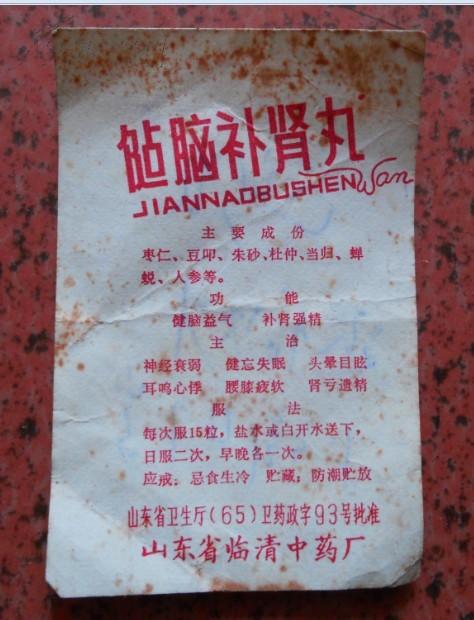 健脑补肾丸
JIANNAOBUSHEN Wan
主要成份
枣仁、豆叩、朱砂、杜仲、当归、蝉
蜕、人参等。
功能
健脑益气 补肾强精
主治
神经衰弱 健忘失眠 头晕目眩
耳鸣心悸 腰膝疲软 肾亏遗精
服法
每次服15粒，盐水或白开水送下，
日服二次，早晚各一次。
应戒：忌食生冷 贮藏：防潮贮放
山东省卫生厅(65)卫药政字93号批准
山东省临清中药厂